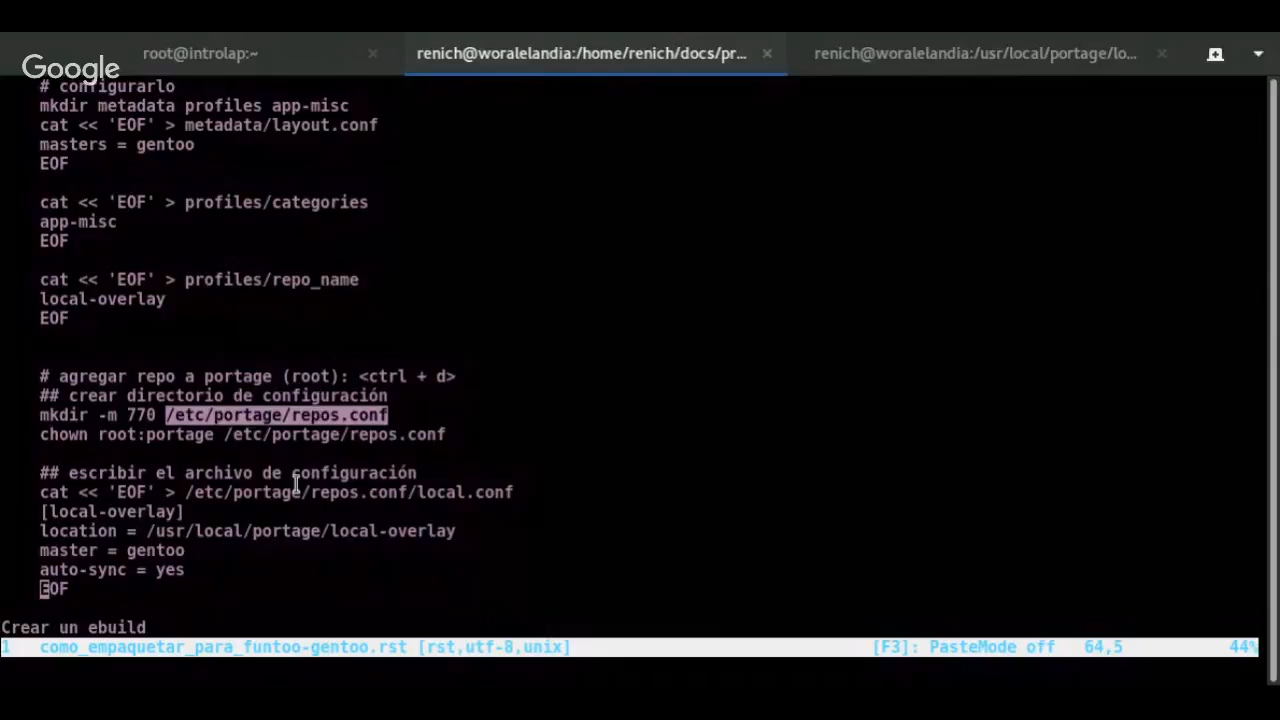 root@introlap:~
renich@woralelandia:/home/renich/docs/pr...
renich@woralelandia:/usr/local/portage/lo...
Google
# configurarlo
mkdir metadata profiles app-misc
cat << 'EOF' > metadata/layout.conf
masters = gentoo
EOF
cat << 'EOF' > profiles/categories
app-misc
EOF
cat << 'EOF' > profiles/repo_name
local-overlay
EOF
# agregar repo a portage (root): <ctrl + d>
## crear directorio de configuración
mkdir -m 770 /etc/portage/repos.conf
chown root:portage /etc/portage/repos.conf
## escribir el archivo de configuración
cat << 'EOF' > /etc/portage/repos.conf/local.conf
[local-overlay]
location = /usr/local/portage/local-overlay
master = gentoo
auto-sync = yes
EOF
Crear un ebuild
1 como_empaquetar_para_funtoo-gentoo.rst [rst,utf-8,unix] [F3]: PasteMode off 64,5 44%